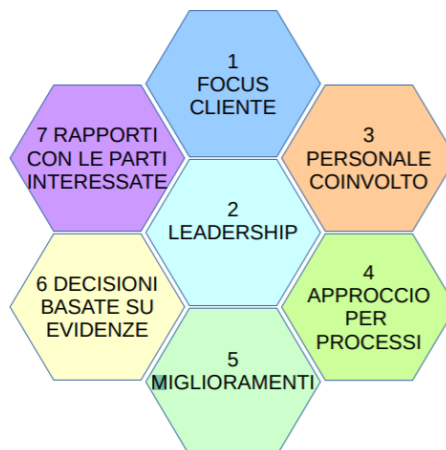 1
FOCUS
CLIENTE
2
LEADERSHIP
3
PERSONALE
COINVOLTO
4
APPROCCIO
PER
PROCESSI
5
MIGLIORAMENTI
6 DECISIONI
BASATE SU
EVIDENZE
7 RAPPORTI
CON LE PARTI
INTERESSATE